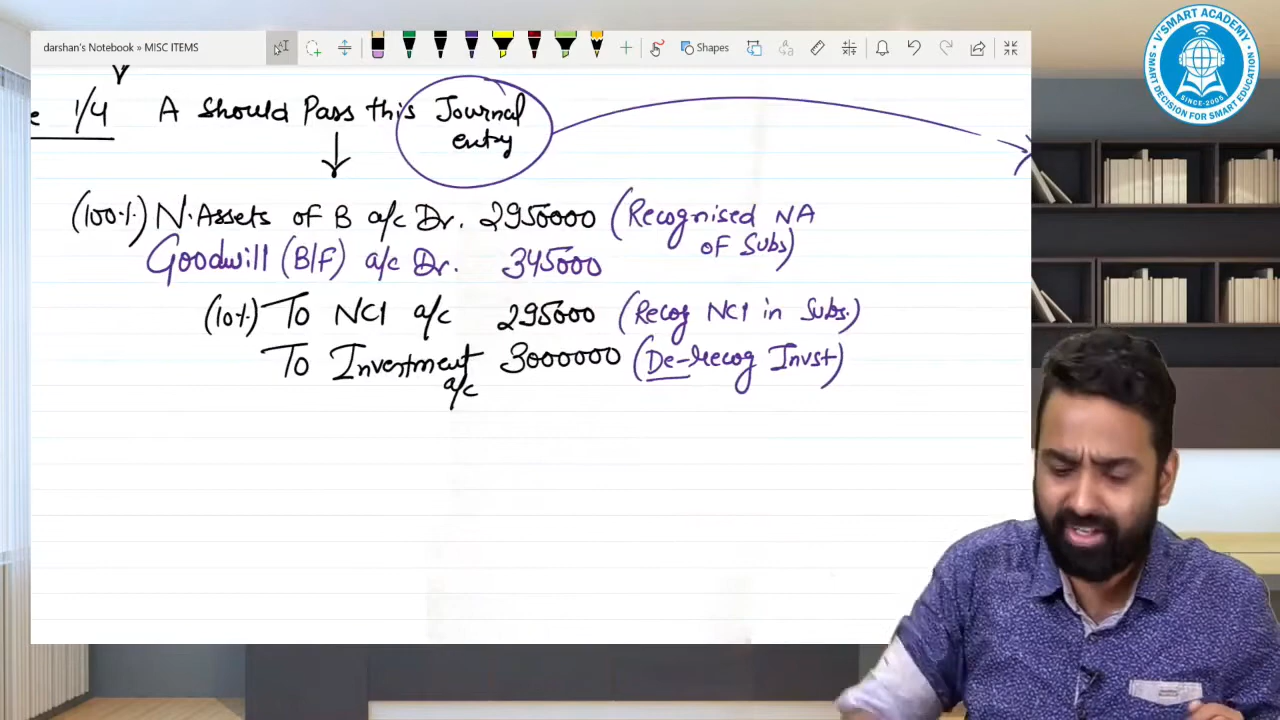 darshan's Notebook » MISC ITEMS
Shapes
V'SMART ACADEMY
SINCE-2005
SMART DECISION FOR SMART EDUCATION
e 1/4 A should Pass this Journal entry
(100%) N.Assets of B a/c Dr. 2950000 (Recognised NA
of Subs)
Goodwill (B/F) a/c Dr. 345000
(10%) To NCI a/c 295000 (Recog NCI in Subs.)
To Investment 3000000 (De-recog Invst)
a/c